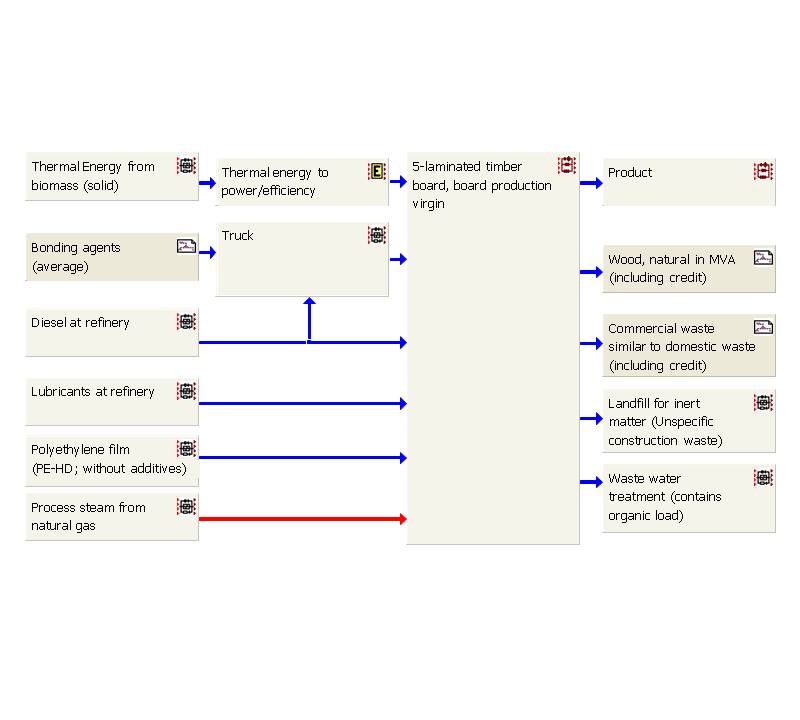 Thermal Energy from
biomass (solid)
Thermal energy to
power/efficiency
E
5-laminated timber
board, board production
virgin
Product
Bonding agents
(average)
Truck
Wood, natural in MVA
(including credit)
Diesel at refinery
Commercial waste
similar to domestic waste
(including credit)
Lubricants at refinery
Landfill for inert
matter (Unspecific
construction waste)
Polyethylene film
(PE-HD; without additives)
Waste water
treatment (contains
organic load)
Process steam from
natural gas